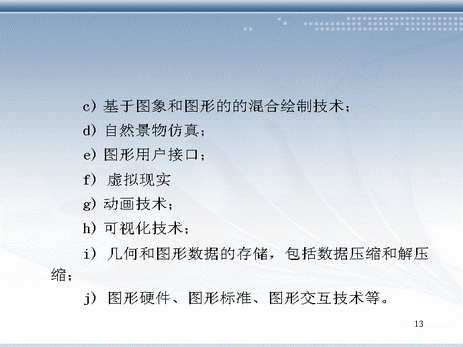 c) 基于图象和图形的的混合绘制技术；
d) 自然景物仿真；
e) 图形用户接口；
f) 虚拟现实
g) 动画技术；
h) 可视化技术；
i) 几何和图形数据的存储，包括数据压缩和解压
缩；
j) 图形硬件、图形标准、图形交互技术等。
13